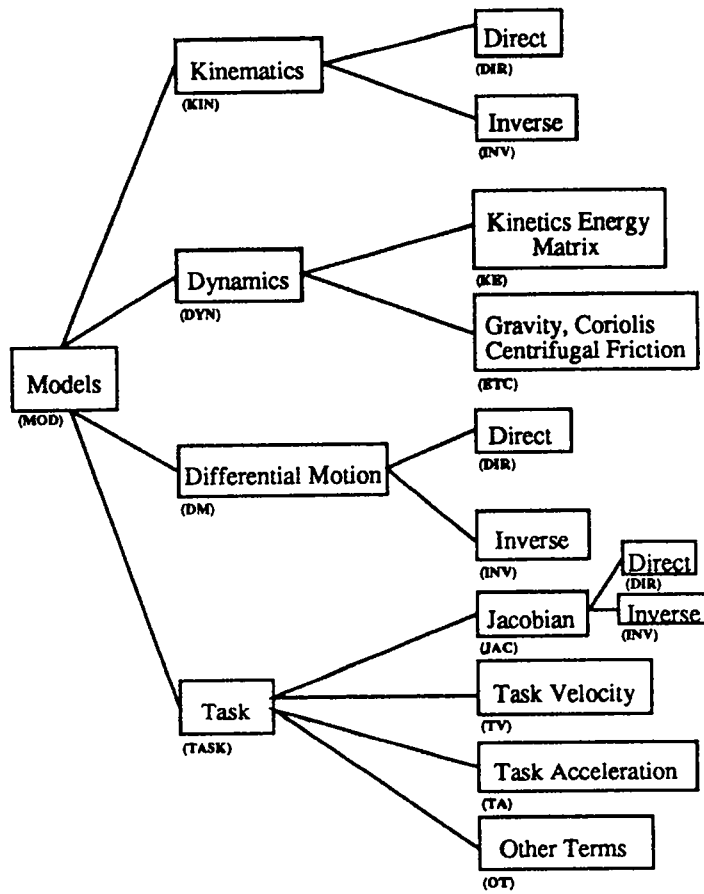 Models
(MOD)
Kinematics
(KIN)
Direct
(DIR)
Inverse
(INV)
Dynamics
(DYN)
Kinetics Energy
Matrix
(KE)
Gravity, Coriolis
Centrifugal Friction
(ETC)
Differential Motion
(DM)
Direct
(DIR)
Inverse
(INV)
Task
(TASK)
Jacobian
(JAC)
Direct
(DIR)
Inverse
(INV)
Task Velocity
(TV)
Task Acceleration
(TA)
Other Terms
(OT)